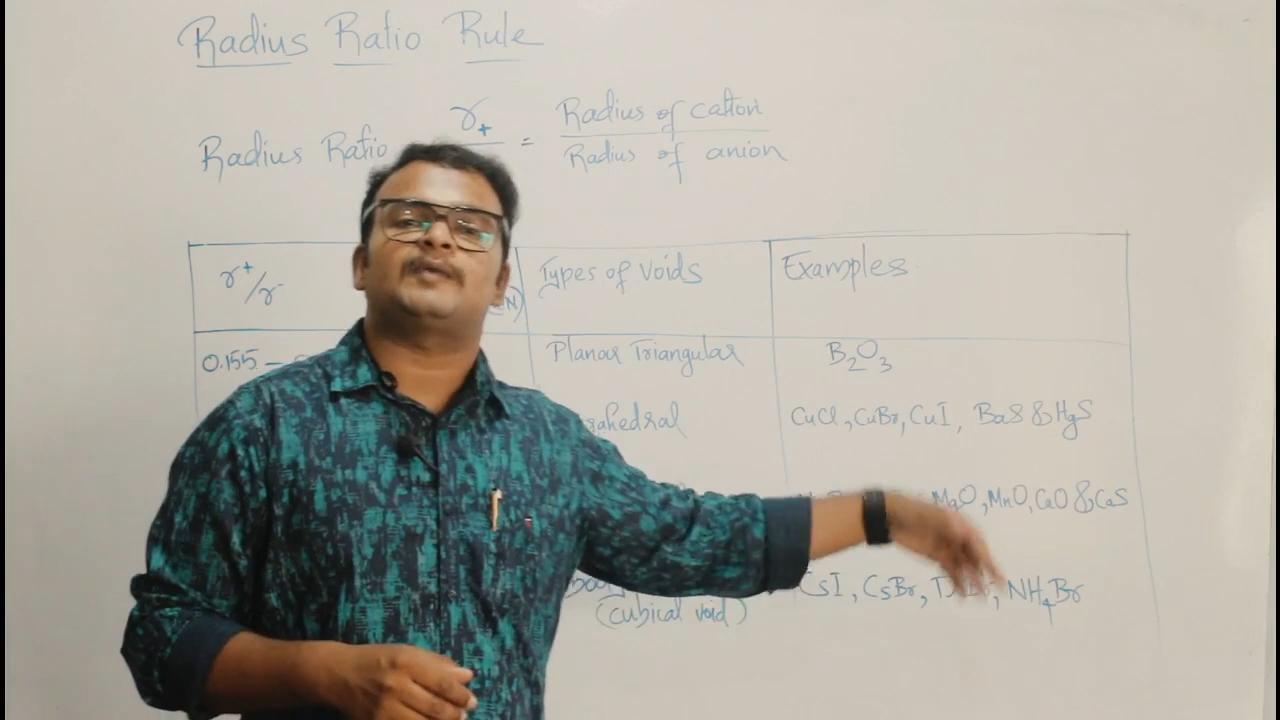 Radius Ratio Rule
Radius Ratio r+ = Radius of cation
Radius of anion
r+/r- N) Types of Voids Examples
0.155 — Planar Triangular B2O3
ahedral CuCl, CuBr, CuI, BaS & HgS
MgO, MnO, CaO & CaS
CsI, CsBr, NH4Br
(cubical void)